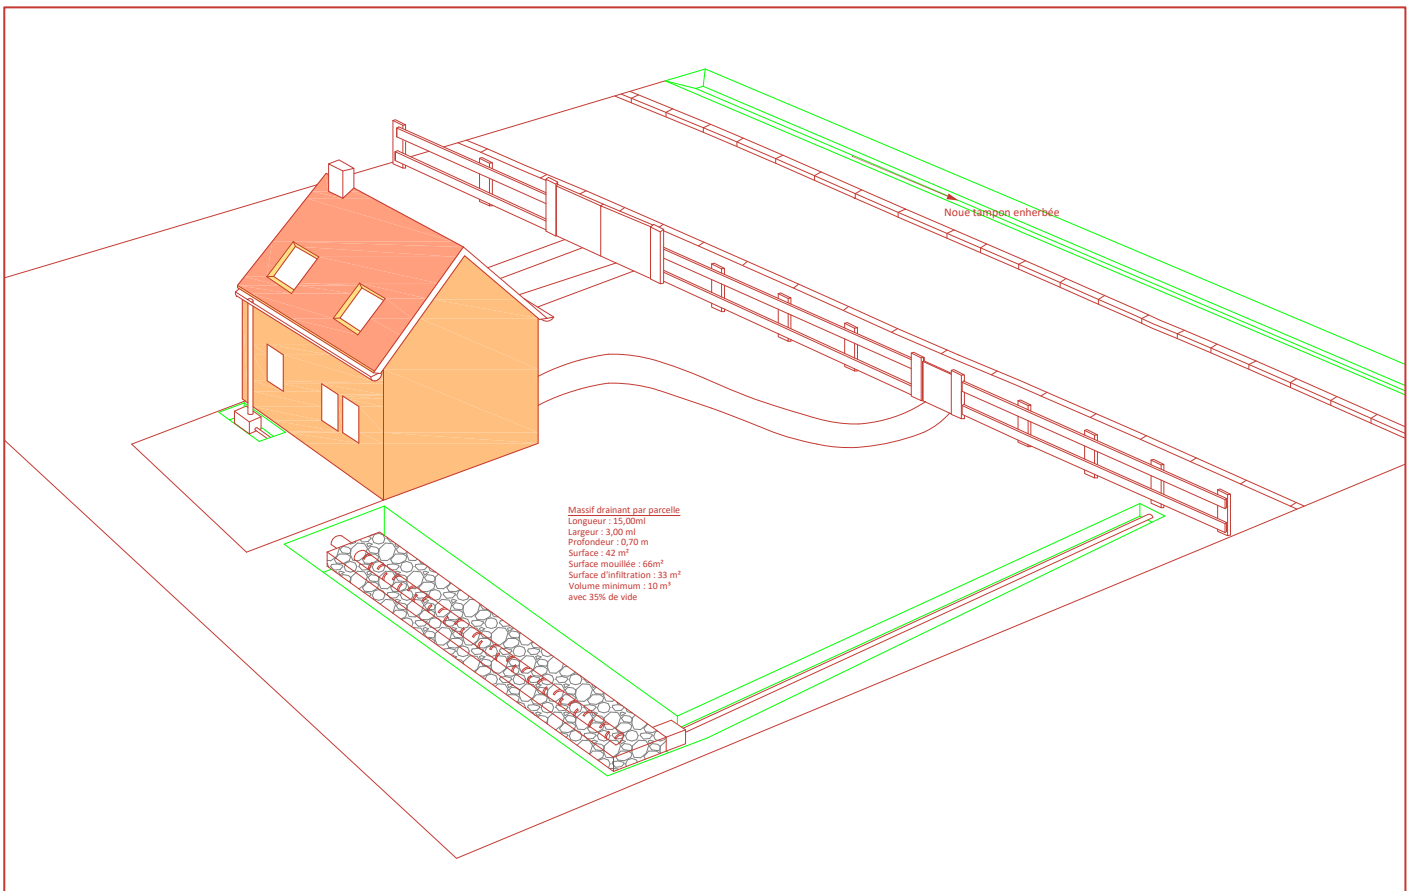 Noue tampon enherbée
Massif drainant par parcelle
Longueur : 15,00ml
Largeur : 3,00 ml
Profondeur : 0,70 m
Surface : 42 m²
Surface mouillée : 66m²
Surface d'infiltration : 33 m²
Volume minimum : 10 m³
avec 35% de vide